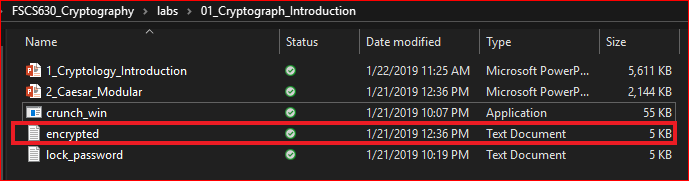 FSCS630_Cryptography > labs > 01_Cryptograph_Introduction
Name Status Date modified Type Size
1_Cryptology_Introduction 1/22/2019 11:25 AM Microsoft PowerP... 5,611 KB
2_Caesar_Modular 1/21/2019 12:36 PM Microsoft PowerP... 2,144 KB
crunch_win 1/21/2019 10:07 PM Application 55 KB
encrypted 1/21/2019 12:36 PM Text Document 5 KB
lock_password 1/21/2019 10:19 PM Text Document 5 KB